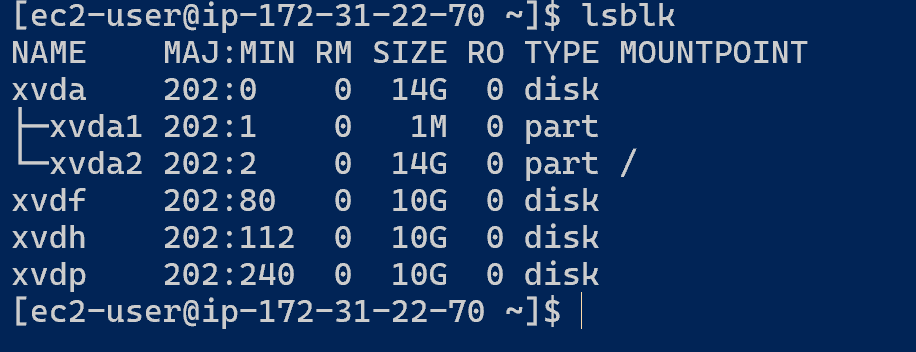 [ec2-user@ip-172-31-22-70 ~]$ lsblk
NAME    MAJ:MIN RM SIZE RO TYPE MOUNTPOINT
xvda    202:0    0  14G  0 disk
├─xvda1 202:1    0   1M  0 part
└─xvda2 202:2    0  14G  0 part /
xvdf    202:80   0  10G  0 disk
xvdh    202:112  0  10G  0 disk
xvdp    202:240  0  10G  0 disk
[ec2-user@ip-172-31-22-70 ~]$